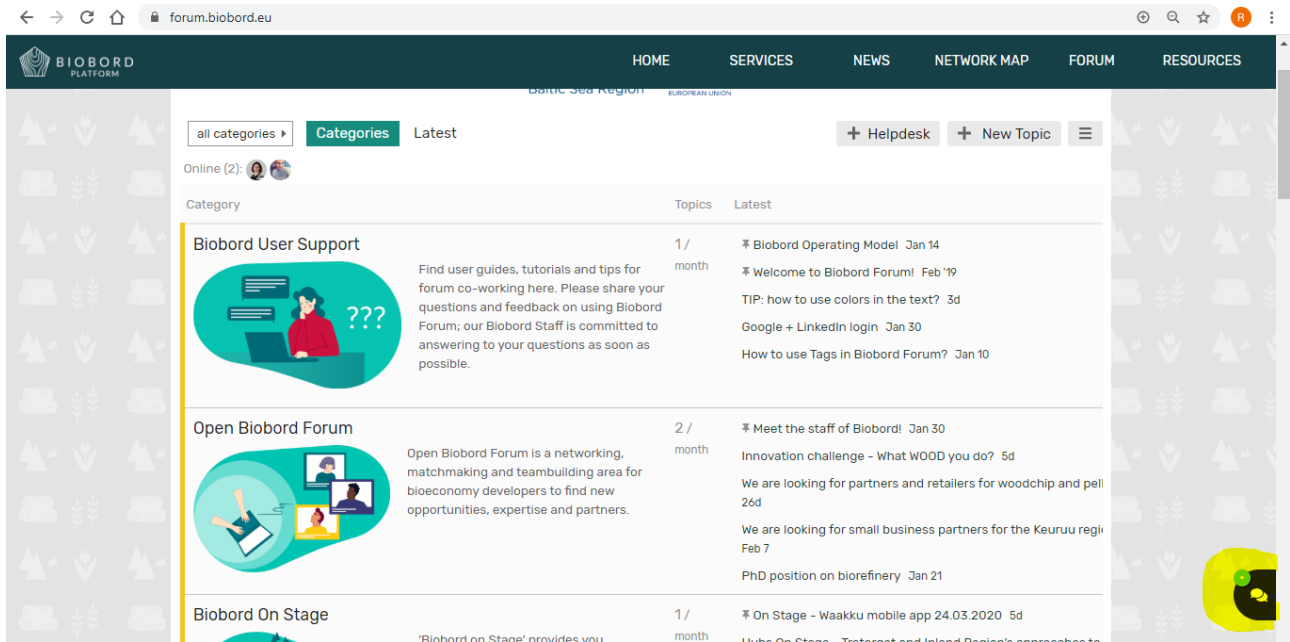 forum.biobord.eu
R
BIOBORD
PLATFORM
HOME SERVICES NEWS NETWORK MAP FORUM RESOURCES
Baltic Sea Region EUROPEAN UNION
all categories Categories Latest + Helpdesk + New Topic
Online (2):
Category Topics Latest
Biobord User Support
???
Find user guides, tutorials and tips for
forum co-working here. Please share your
questions and feedback on using Biobord
Forum; our Biobord Staff is committed to
answering to your questions as soon as
possible.
1 /
month
Biobord Operating Model Jan 14
Welcome to Biobord Forum! Feb '19
TIP: how to use colors in the text? 3d
Google + LinkedIn login Jan 30
How to use Tags in Biobord Forum? Jan 10
Open Biobord Forum
Open Biobord Forum is a networking,
matchmaking and teambuilding area for
bioeconomy developers to find new
opportunities, expertise and partners.
2 /
month
Meet the staff of Biobord! Jan 30
Innovation challenge - What WOOD you do? 5d
We are looking for partners and retailers for woodchip and pell
26d
We are looking for small business partners for the Keuruu regi
Feb 7
PhD position on biorefinery Jan 21
Biobord On Stage
'Biobord on Stage' provides you
1 /
month
On Stage - Waakku mobile app 24.03.2020 5d